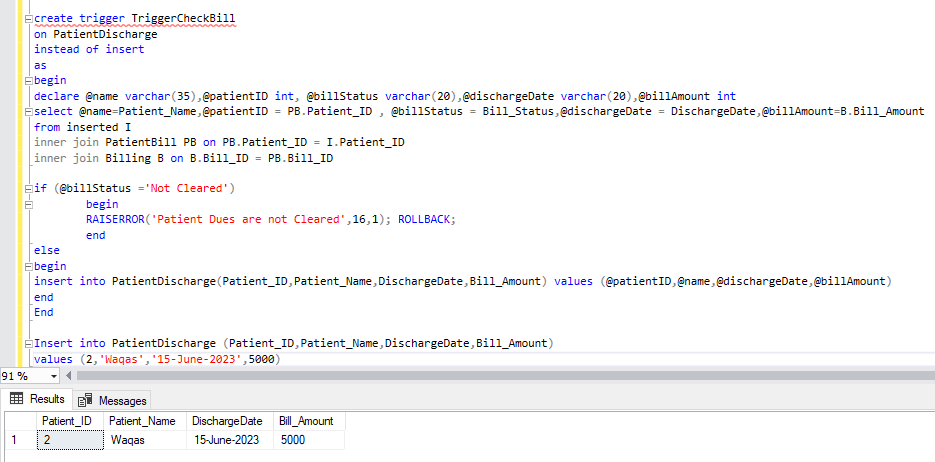 create trigger TriggerCheckBill
on PatientDischarge
instead of insert
as
begin
declare @name varchar(35),@patientID int, @billStatus varchar(20),@dischargeDate varchar(20),@billAmount int
select @name=Patient_Name,@patientID = PB.Patient_ID , @billStatus = Bill_Status,@dischargeDate = DischargeDate,@billAmount=B.Bill_Amount
from inserted I
inner join PatientBill PB on PB.Patient_ID = I.Patient_ID
inner join Billing B on B.Bill_ID = PB.Bill_ID
if (@billStatus ='Not Cleared')
begin
RAISERROR('Patient Dues are not Cleared',16,1); ROLLBACK;
end
else
begin
insert into PatientDischarge(Patient_ID,Patient_Name,DischargeDate,Bill_Amount) values (@patientID,@name,@dischargeDate,@billAmount)
end
End
Insert into PatientDischarge (Patient_ID,Patient_Name,DischargeDate,Bill_Amount)
values (2,'Waqas','15-June-2023',5000)
91 %
Results Messages
Patient_ID Patient_Name DischargeDate Bill_Amount
1 2 Waqas 15-June-2023 5000